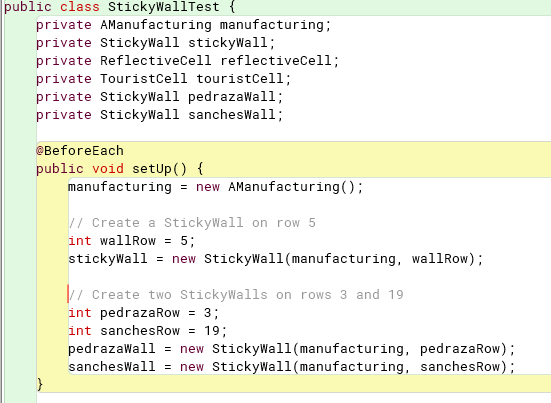 public class StickyWallTest {
    private AManufacturing manufacturing;
    private StickyWall stickyWall;
    private ReflectiveCell reflectiveCell;
    private TouristCell touristCell;
    private StickyWall pedrazaWall;
    private StickyWall sanchesWall;

    @BeforeEach
    public void setUp() {
        manufacturing = new AManufacturing();

        // Create a StickyWall on row 5
        int wallRow = 5;
        stickyWall = new StickyWall(manufacturing, wallRow);

        // Create two StickyWalls on rows 3 and 19
        int pedrazaRow = 3;
        int sanchesRow = 19;
        pedrazaWall = new StickyWall(manufacturing, pedrazaRow);
        sanchesWall = new StickyWall(manufacturing, sanchesRow);
    }